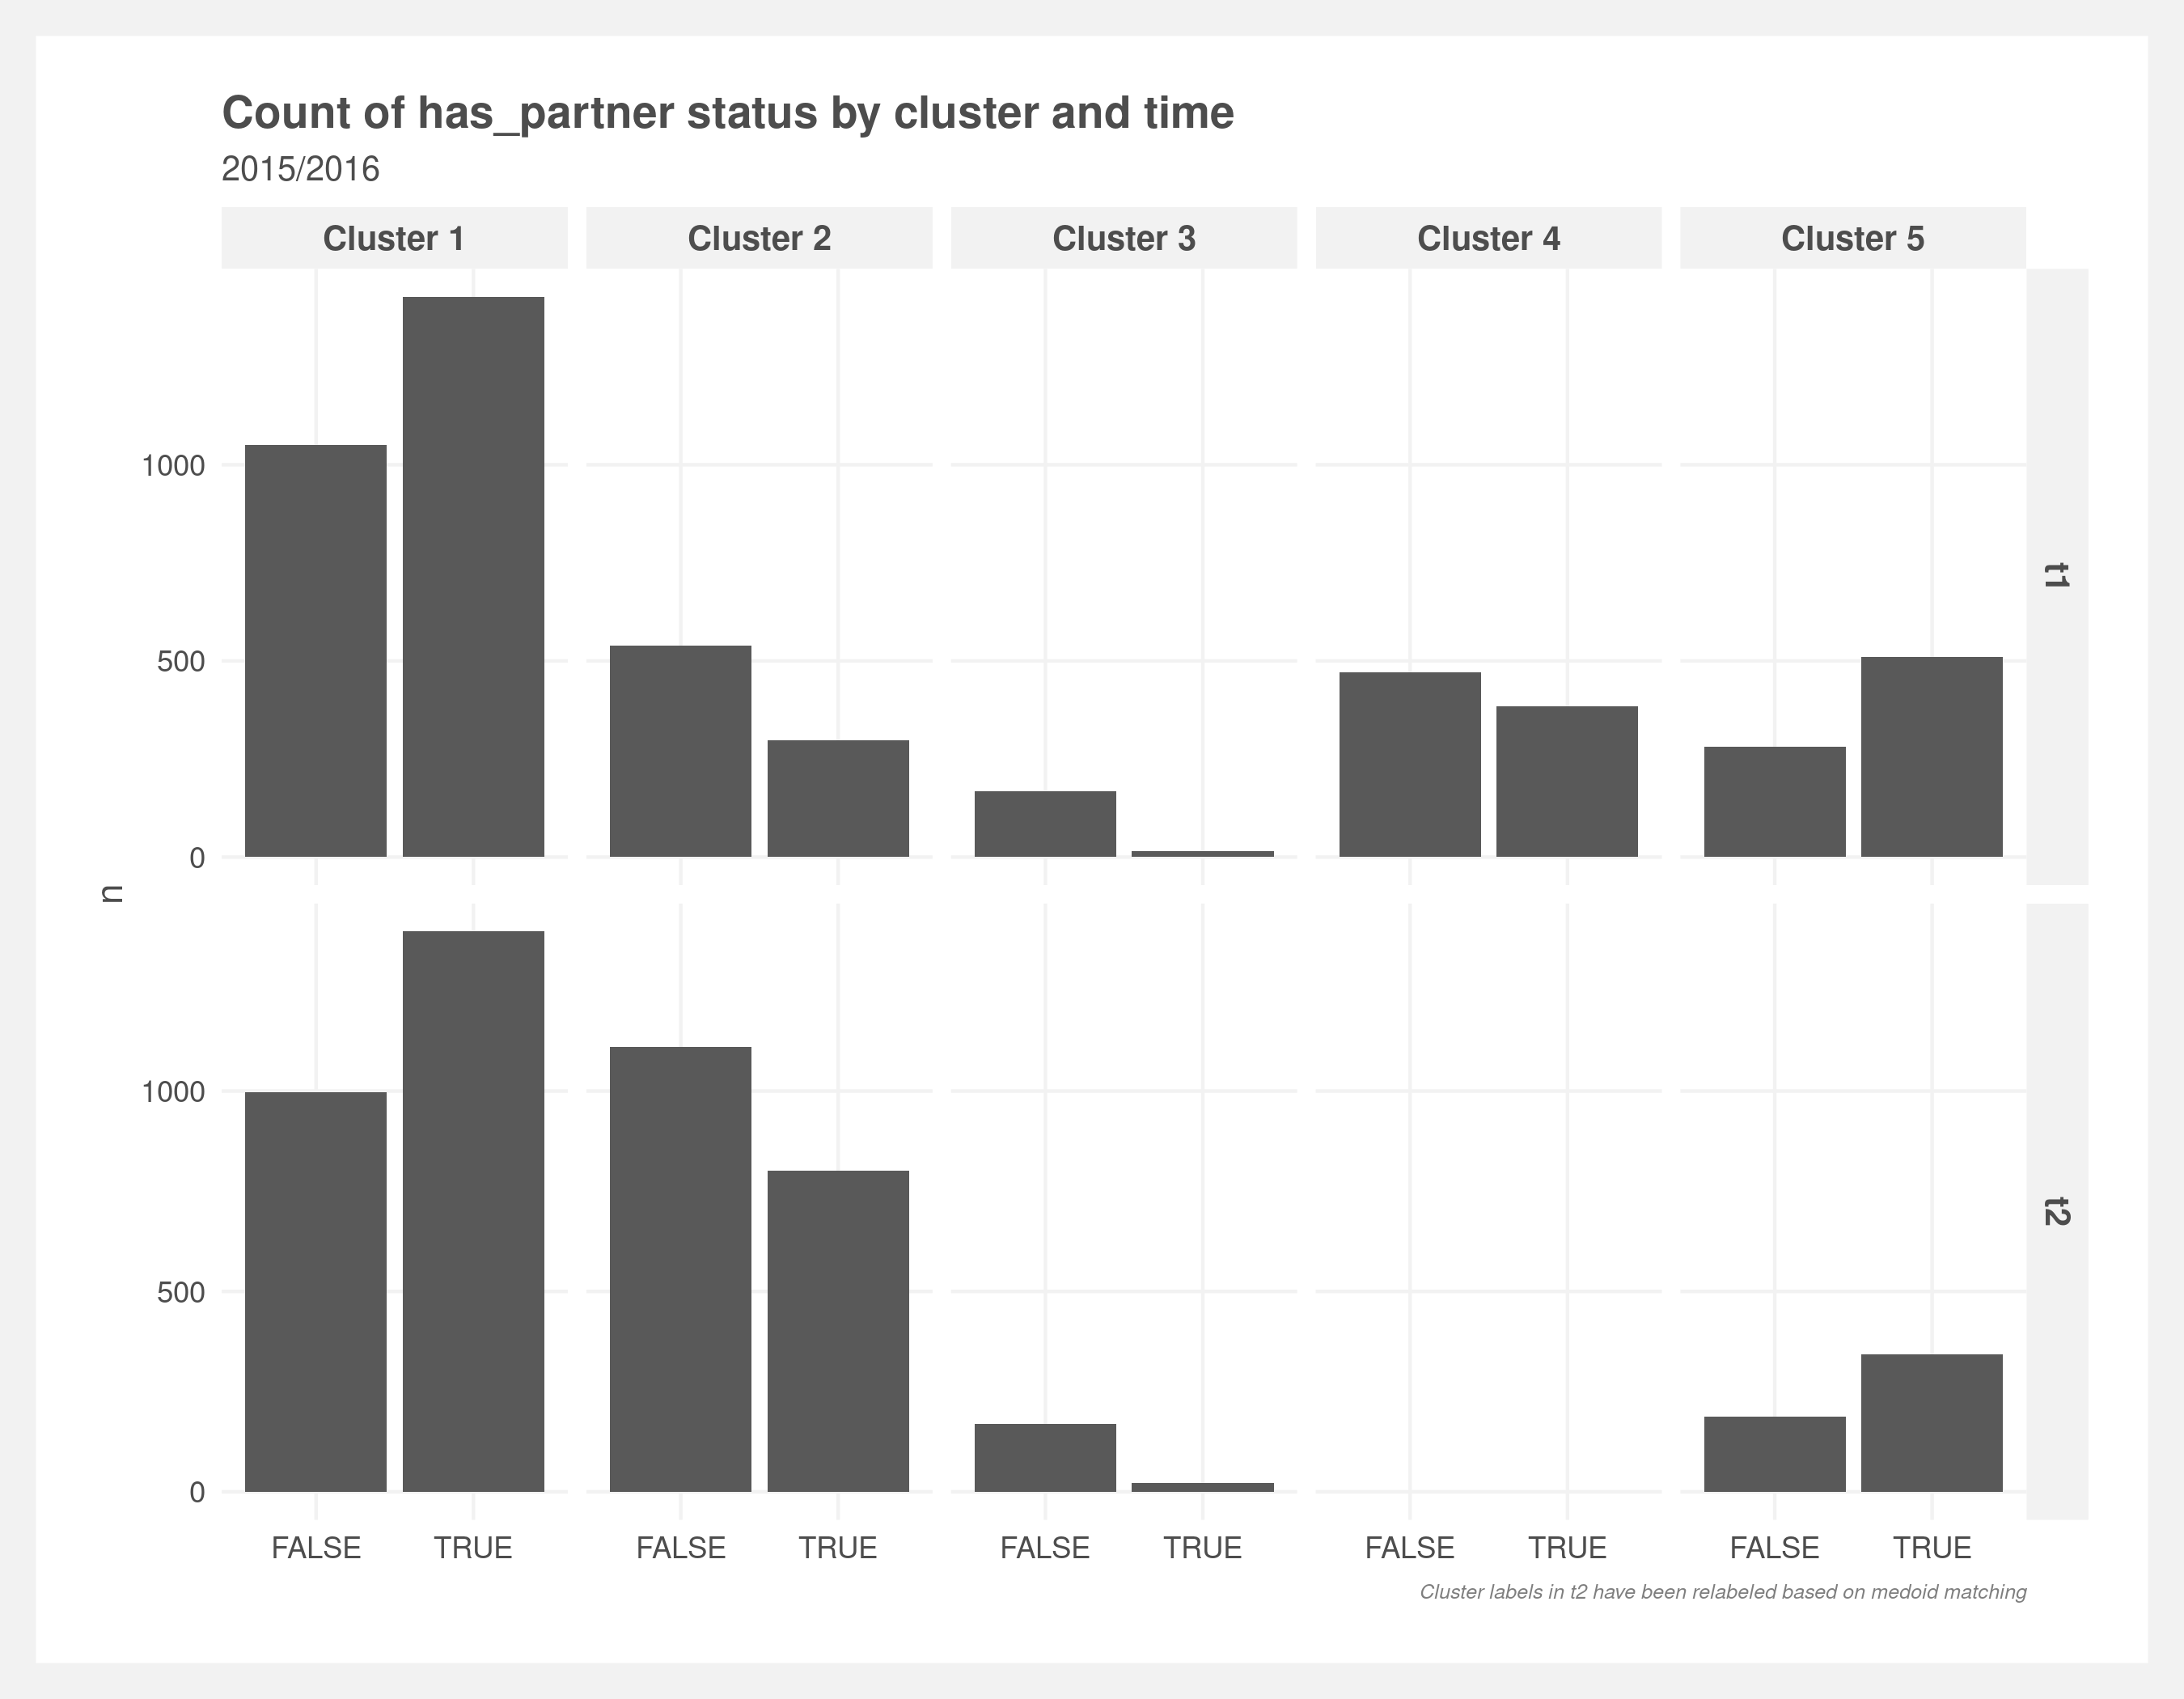 Count of has_partner status by cluster and time
2015/2016
Cluster 1 Cluster 2 Cluster 3 Cluster 4 Cluster 5
1000
500
0
t1
n
1000
500
0
t2
FALSE TRUE FALSE TRUE FALSE TRUE FALSE TRUE FALSE TRUE
Cluster labels in t2 have been relabeled based on medoid matching